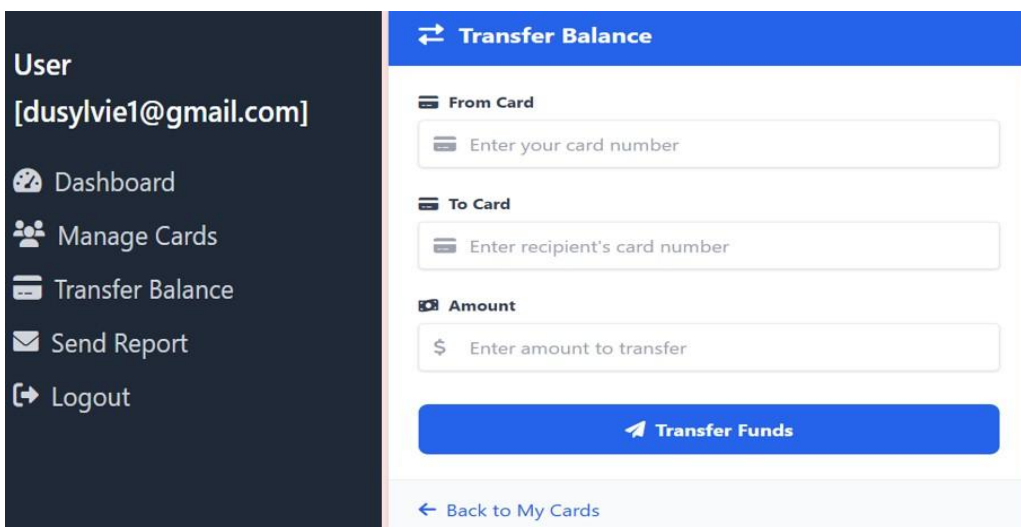 User
[dusylvie1@gmail.com]
Dashboard
Manage Cards
Transfer Balance
Send Report
Logout
Transfer Balance
From Card
Enter your card number
To Card
Enter recipient's card number
Amount
$ Enter amount to transfer
Transfer Funds
Back to My Cards